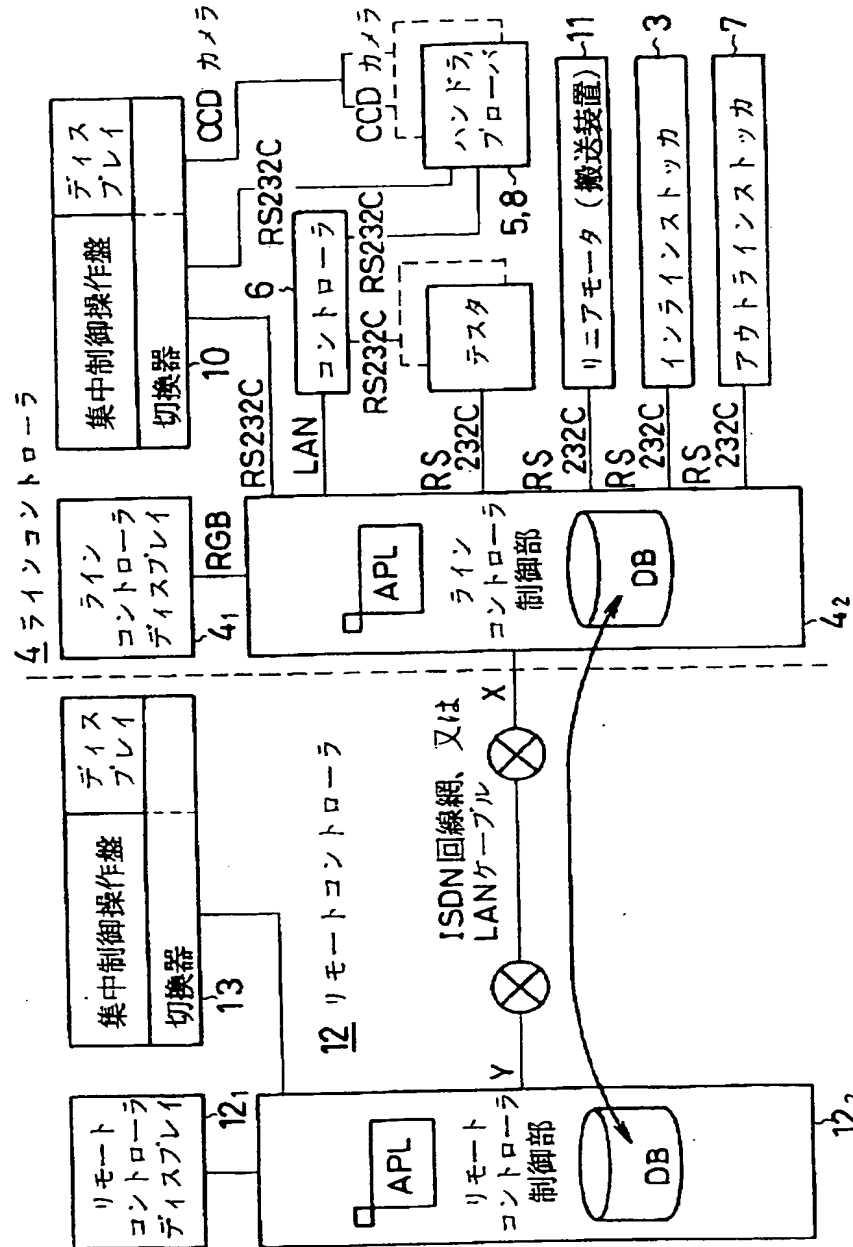 4 ラインコントローラ
ライン
コントローラ
ディスプレイ
4₁
RGB
集中制御操作盤
ディス
プレイ
切換器
10
CCD カメラ
RS232C
RS232C
LAN
6
コントローラ
RS232C
RS232C
CCD カメラ
ハンドラ,
プローバ
5,8
テスタ
RS
232C
リニアモータ (搬送装置)
11
RS
232C
インラインストッカ
3
RS
232C
アウトラインストッカ
7
RS
232C
APL
ライン
コントローラ
制御部
DB
4₂
X
ISDN回線網、又は
LANケーブル
Y
12 リモートコントローラ
集中制御操作盤
ディス
プレイ
切換器
13
リモート
コントローラ
ディスプレイ
12₁
APL
リモート
コントローラ
制御部
DB
12₂